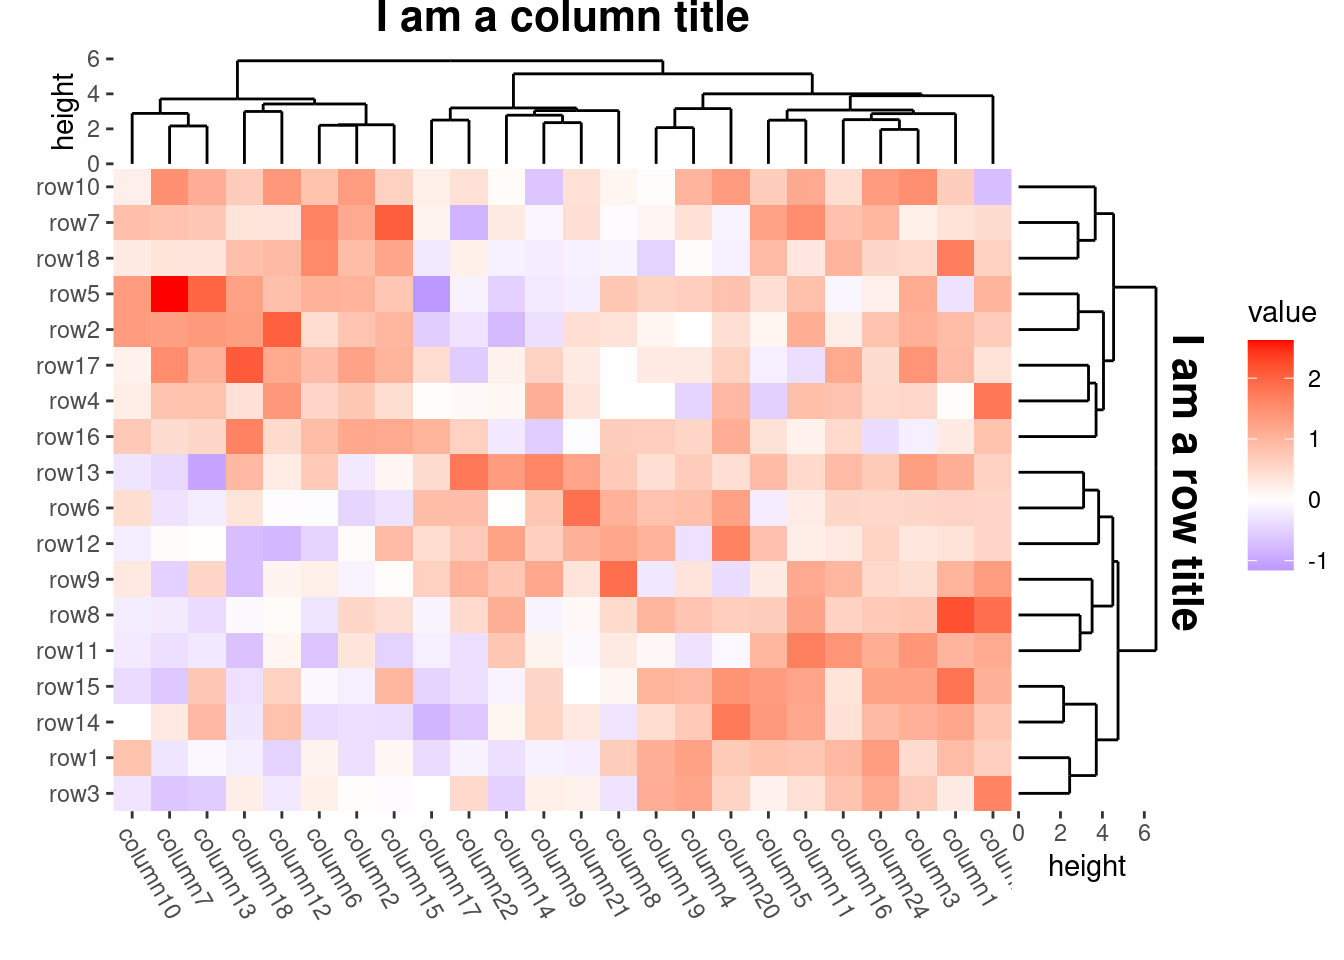 I am a column title
height
6
4
2
0
row10
row7
row18
row5
row2
row17
row4
row16
row13
row6
row12
row9
row8
row11
row15
row14
row1
row3
column10
column7
column13
column18
column12
column6
column2
column15
column17
column22
column14
column9
column21
column8
column19
column4
column20
column5
column11
column16
column24
column3
column1
0 2 4 6
height
I am a row title
value
2
1
0
-1